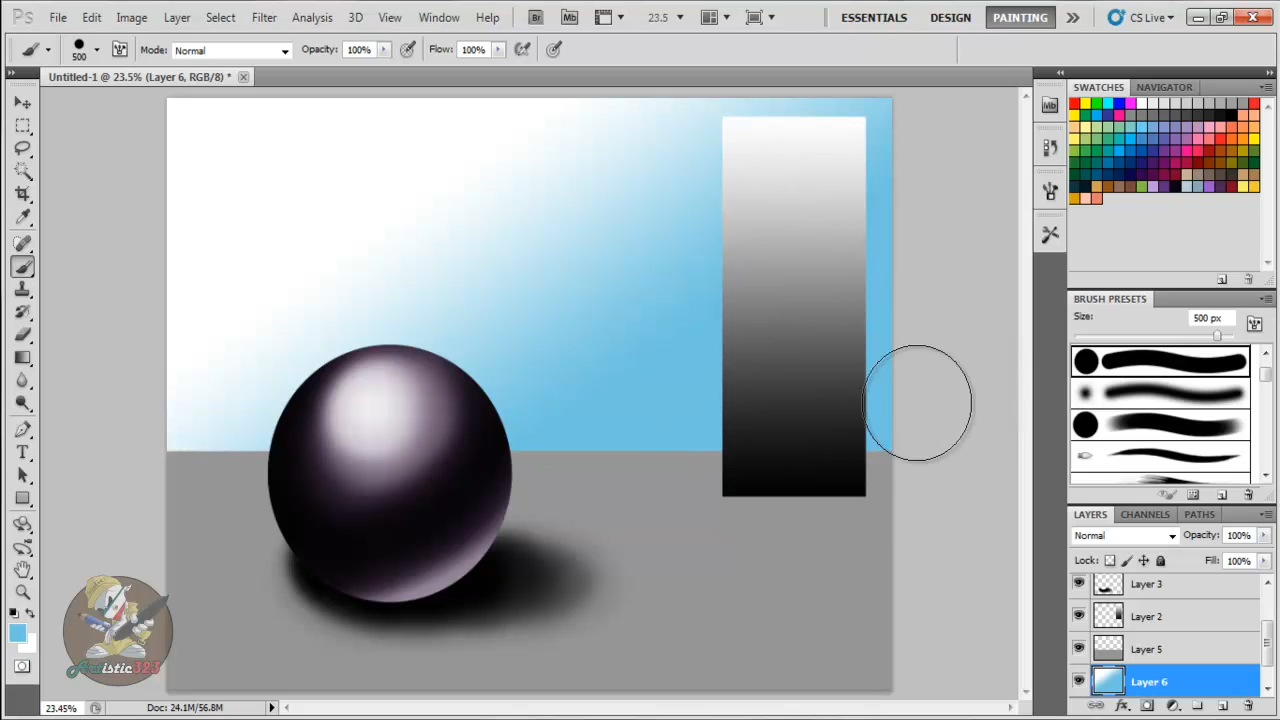 Ps File Edit Image Layer Select Filter Analysis 3D View Window Help Br Mb 23.5 ESSENTIALS DESIGN PAINTING CS Live
500 Mode: Normal Opacity: 100% Flow: 100%
Untitled-1 @ 23.5% (Layer 6, RGB/8) *
SWATCHES NAVIGATOR
Mb
BRUSH PRESETS
Size: 500 px
LAYERS CHANNELS PATHS
Normal Opacity: 100%
Lock: Fill: 100%
Layer 3
Layer 2
Layer 5
Layer 6
T
Artistic323
23.45% Doc: 24.1M/56.8M